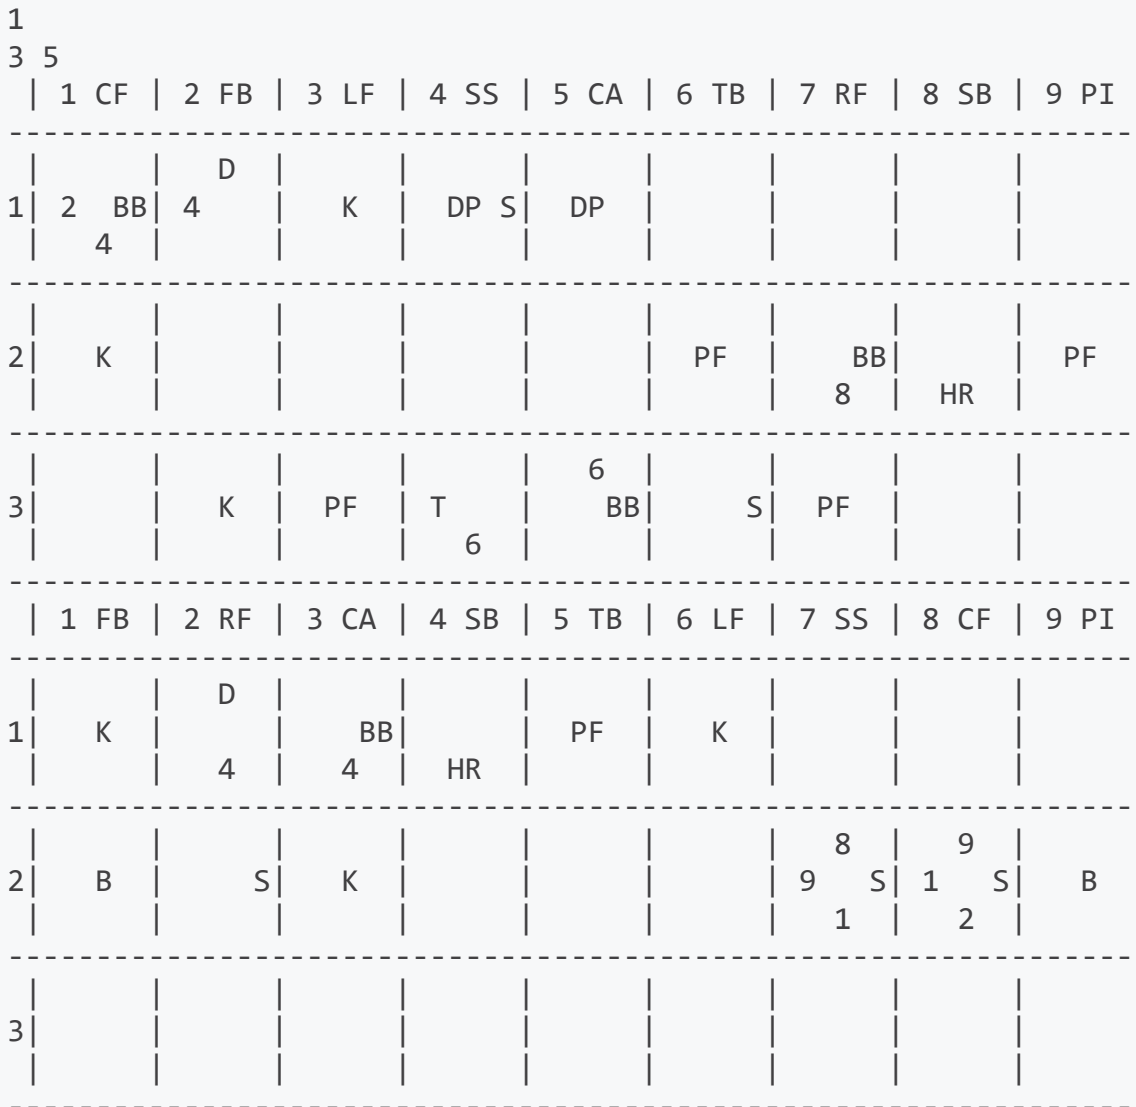 1
3 5
 | 1 CF | 2 FB | 3 LF | 4 SS | 5 CA | 6 TB | 7 RF | 8 SB | 9 PI
----------------------------------------------------------------
 |      |   D  |      |      |      |      |      |      |
1| 2  BB| 4    |   K  |  DP S|  DP  |      |      |      |
 |   4  |      |      |      |      |      |      |      |
----------------------------------------------------------------
 |      |      |      |      |      |      |      |      |
2|   K  |      |      |      |      |  PF  |    BB|      |  PF
 |      |      |      |      |      |      |   8  |  HR  |
----------------------------------------------------------------
 |      |      |      |      |   6  |      |      |      |
3|      |   K  |  PF  | T    |    BB|     S|  PF  |      |
 |      |      |      |   6  |      |      |      |      |
----------------------------------------------------------------
 | 1 FB | 2 RF | 3 CA | 4 SB | 5 TB | 6 LF | 7 SS | 8 CF | 9 PI
----------------------------------------------------------------
 |      |   D  |      |      |      |      |      |      |
1|   K  |      |    BB|      |  PF  |   K  |      |      |
 |      |   4  |   4  |  HR  |      |      |      |      |
----------------------------------------------------------------
 |      |      |      |      |      |      |   8  |   9  |
2|   B  |     S|   K  |      |      |      | 9   S| 1   S|   B
 |      |      |      |      |      |      |   1  |   2  |
----------------------------------------------------------------
 |      |      |      |      |      |      |      |      |
3|      |      |      |      |      |      |      |      |
 |      |      |      |      |      |      |      |      |
----------------------------------------------------------------